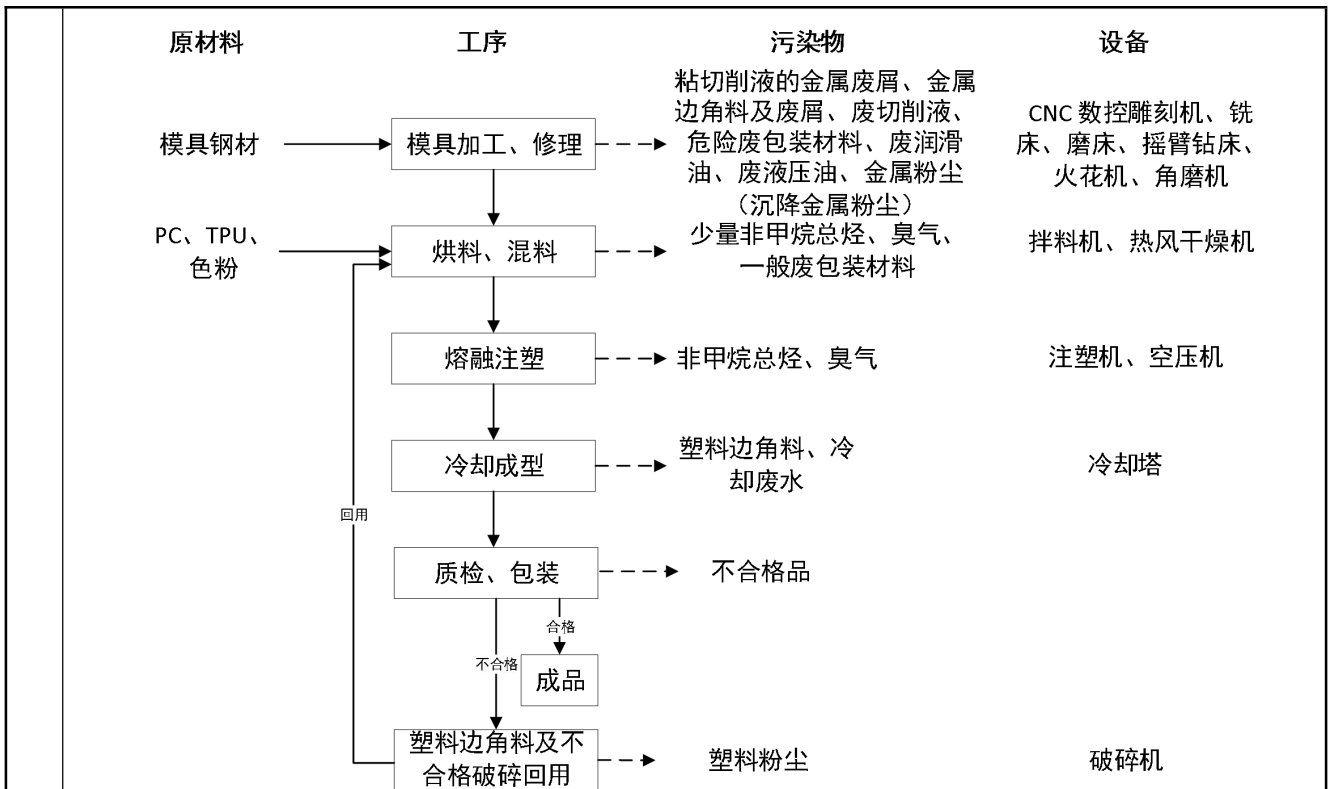 原材料 工序 污染物 设备
粘切削液的金属废屑、金属
边角料及废屑、废切削液、
危险废包装材料、废润滑
油、废液压油、金属粉尘
（沉降金属粉尘）
模具钢材
模具加工、修理
CNC 数控雕刻机、铣
床、磨床、摇臂钻床、
火花机、角磨机
PC、TPU、
色粉
烘料、混料
少量非甲烷总烃、臭气、
一般废包装材料
拌料机、热风干燥机
熔融注塑
非甲烷总烃、臭气
注塑机、空压机
冷却成型
塑料边角料、冷
却废水
冷却塔
回用
质检、包装
不合格品
合格
不合格
成品
塑料边角料及不
合格破碎回用
塑料粉尘
破碎机